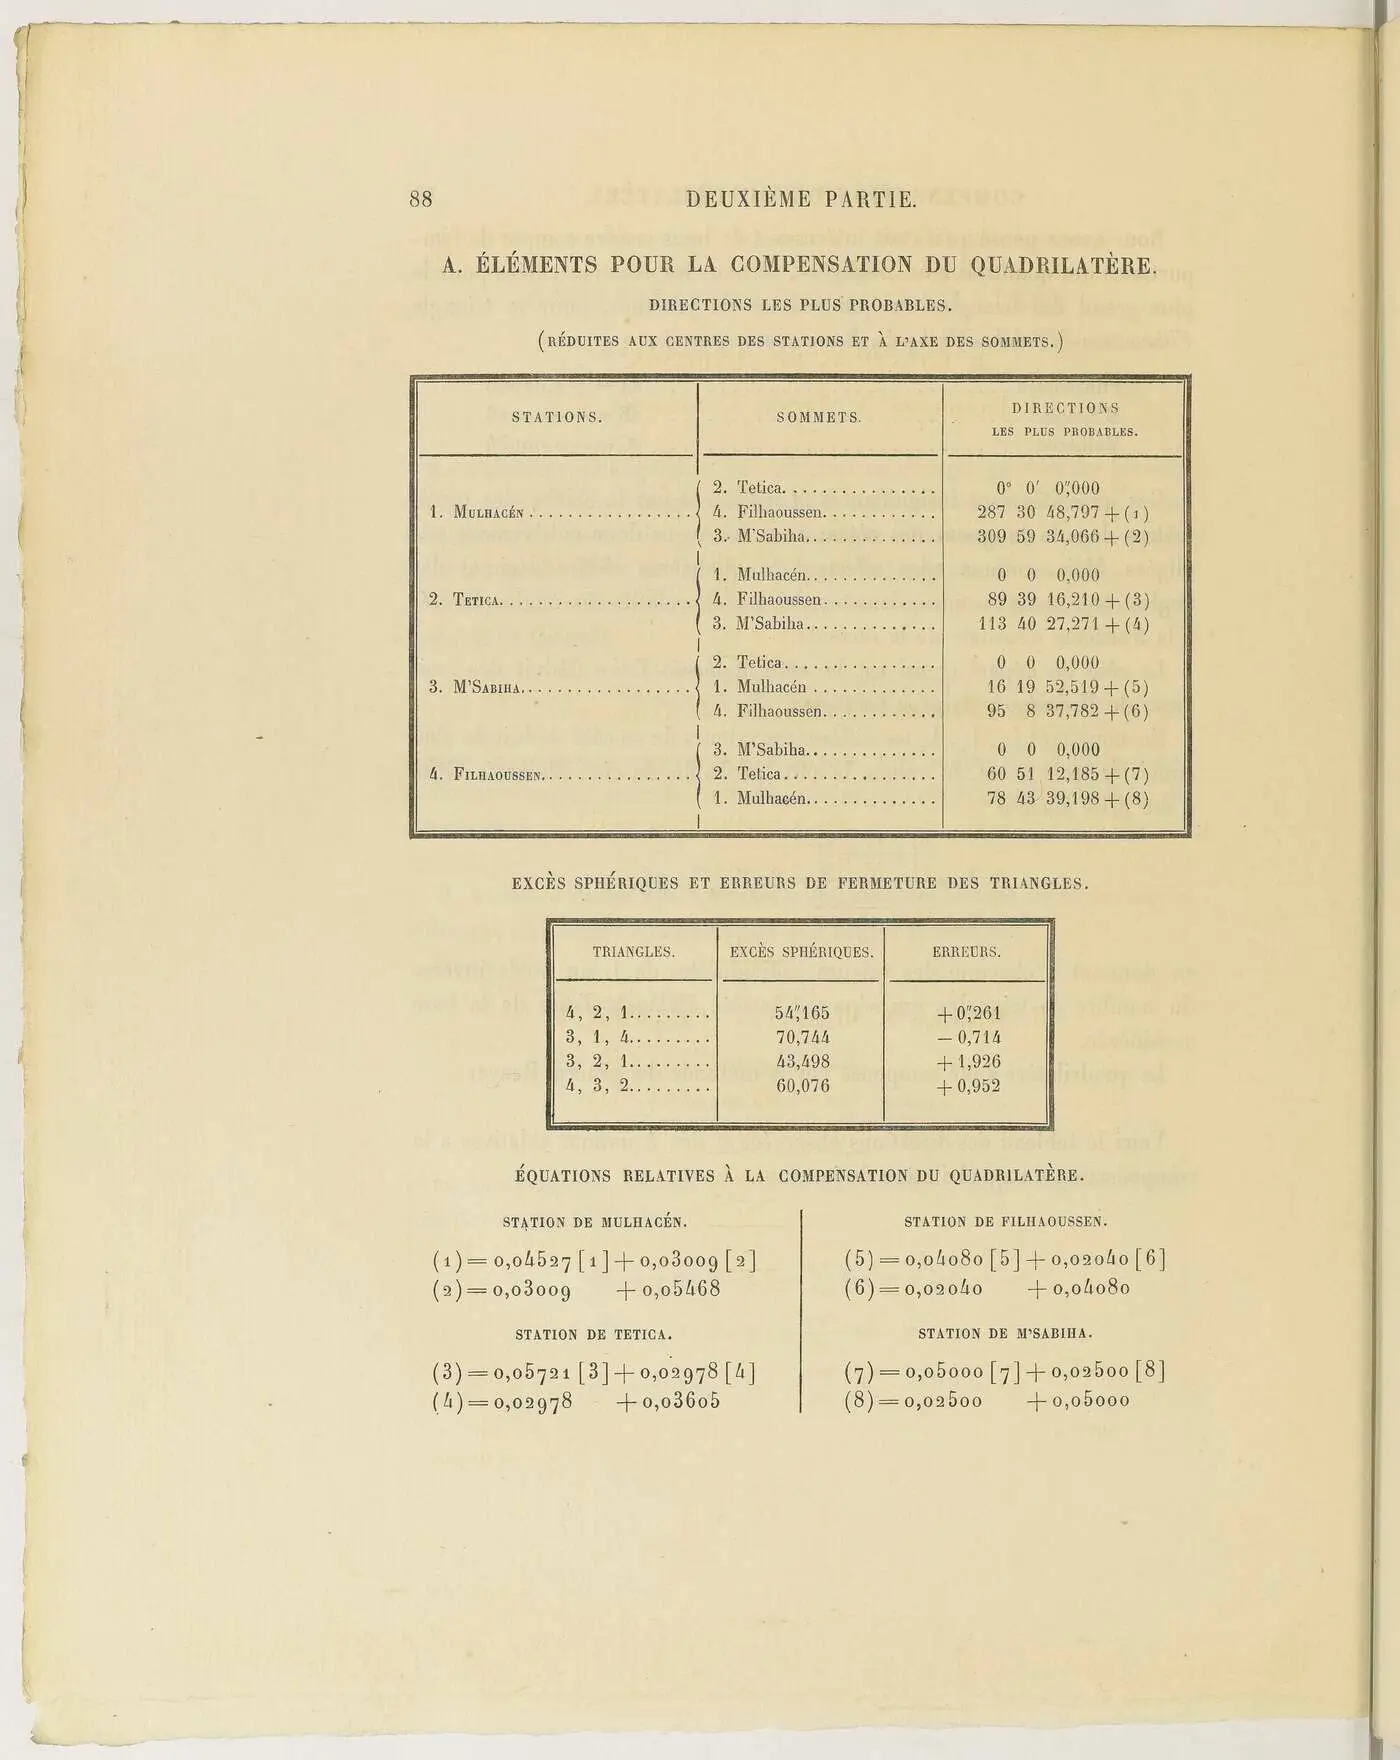 88 DEUXIÈME PARTIE.
A. ÉLÉMENTS POUR LA COMPENSATION DU QUADRILATÈRE.
DIRECTIONS LES PLUS PROBABLES.
(RÉDUITES AUX CENTRES DES STATIONS ET À L'AXE DES SOMMETS.)
STATIONS. SOMMETS. DIRECTIONS LES PLUS PROBABLES.
2. Tetica................ 0° 0′ 0″,000
1. MULHACÉN................. 4. Filhaoussen............ 287 30 48,797+(1)
3. M'Sabiha.............. 309 59 34,066+(2)
1. Mulhacén.............. 0 0 0,000
2. TETICA.................... 4. Filhaoussen............ 89 39 16,210+(3)
3. M'Sabiha.............. 113 40 27,271+(4)
2. Tetica................ 0 0 0,000
3. M'SABIHA.................. 1. Mulhacén ............. 16 19 52,519+(5)
4. Filhaoussen............ 95 8 37,782+(6)
3. M'Sabiha.............. 0 0 0,000
4. FILHAOUSSEN................ 2. Tetica................ 60 51 12,185+(7)
1. Mulhacén.............. 78 43 39,198+(8)
EXCÈS SPHÉRIQUES ET ERREURS DE FERMETURE DES TRIANGLES.
TRIANGLES. EXCÈS SPHÉRIQUES. ERREURS.
4, 2, 1......... 54″,165 +0″,261
3, 1, 4......... 70,744 −0,714
3, 2, 1......... 43,498 +1,926
4, 3, 2......... 60,076 +0,952
ÉQUATIONS RELATIVES À LA COMPENSATION DU QUADRILATÈRE.
STATION DE MULHACÉN.
(1)=0,04527[1]+0,03009[2]
(2)=0,03009 +0,05468
STATION DE TETICA.
(3)=0,05721[3]+0,02978[4]
(4)=0,02978 +0,03605
STATION DE FILHAOUSSEN.
(5)=0,04080[5]+0,02040[6]
(6)=0,02040 +0,04080
STATION DE M'SABIHA.
(7)=0,05000[7]+0,02500[8]
(8)=0,02500 +0,05000